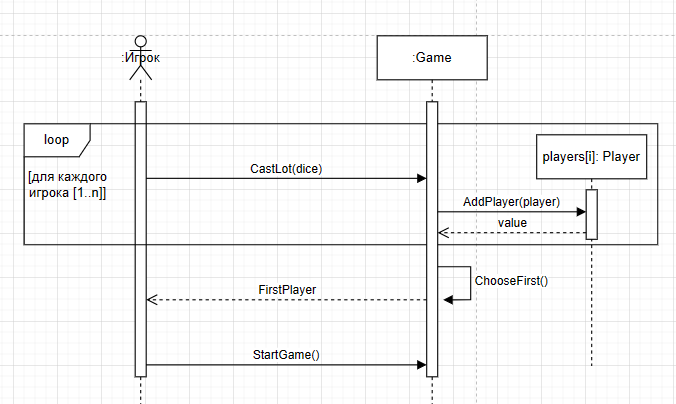 :Игрок
:Game
loop
players[i]: Player
[для каждого
игрока [1..n]]
CastLot(dice)
AddPlayer(player)
value
ChooseFirst()
FirstPlayer
StartGame()